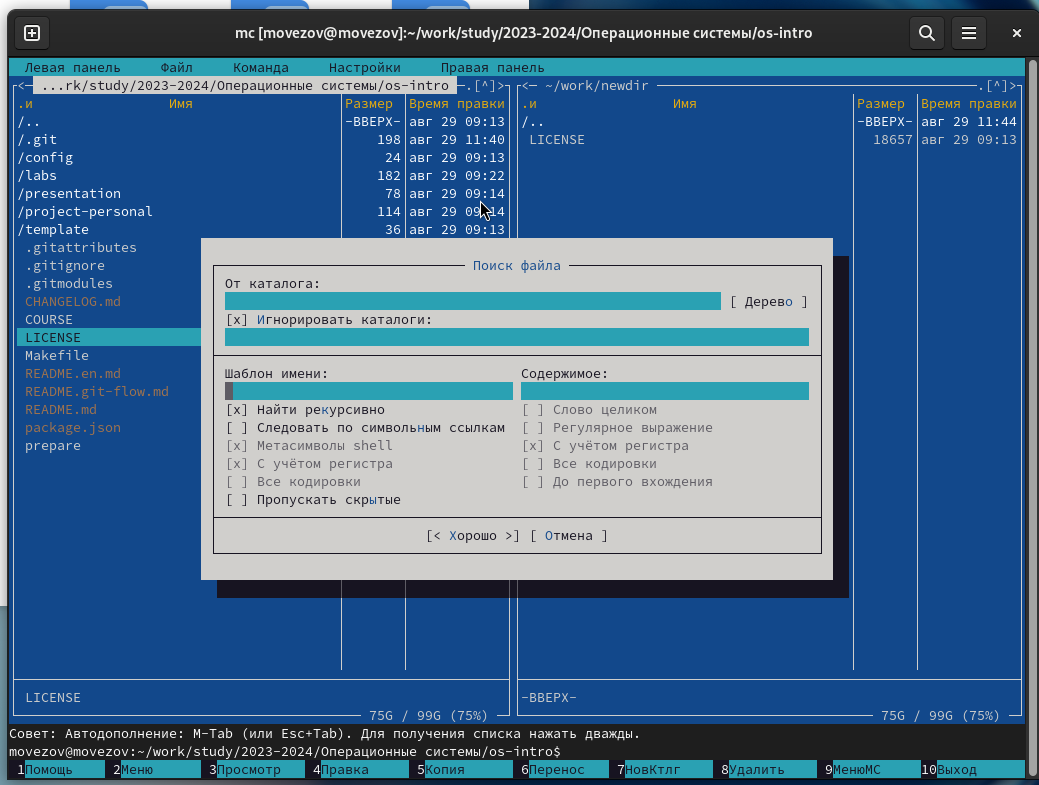 mc [movezov@movezov]:~/work/study/2023-2024/Операционные системы/os-intro
Левая панель Файл Команда Настройки Правая панель
<— ...rk/study/2023-2024/Операционные системы/os-intro —.[^]>
.и Имя Размер Время правки
/.. -ВВЕРХ- авг 29 09:13
/.git 198 авг 29 11:40
/config 24 авг 29 09:13
/labs 182 авг 29 09:22
/presentation 78 авг 29 09:14
/project-personal 114 авг 29 09:14
/template 36 авг 29 09:13
.gitattributes
.gitignore
.gitmodules
CHANGELOG.md
COURSE
LICENSE
Makefile
README.en.md
README.git-flow.md
README.md
package.json
prepare
LICENSE
75G / 99G (75%)
<— ~/work/newdir —.[^]>
.и Имя Размер Время правки
/.. -ВВЕРХ- авг 29 11:44
LICENSE 18657 авг 29 09:13
-ВВЕРХ-
75G / 99G (75%)
Поиск файла
От каталога:
[ Дерево ]
[x] Игнорировать каталоги:
Шаблон имени:
[x] Найти рекурсивно
[ ] Следовать по символьным ссылкам
[x] Метасимволы shell
[x] С учётом регистра
[ ] Все кодировки
[ ] Пропускать скрытые
Содержимое:
[ ] Слово целиком
[ ] Регулярное выражение
[x] С учётом регистра
[ ] Все кодировки
[ ] До первого вхождения
[< Хорошо >] [ Отмена ]
Совет: Автодополнение: M-Tab (или Esc+Tab). Для получения списка нажать дважды.
movezov@movezov:~/work/study/2023-2024/Операционные системы/os-intro$
1Помощь 2Меню 3Просмотр 4Правка 5Копия 6Перенос 7НовКтлг 8Удалить 9МенюМС 10Выход